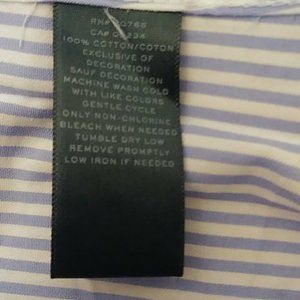 100% COTTON/COTON
EXCLUSIVE OF
DECORATION
SAUF DECORATION
MACHINE WASH COLD
WITH LIKE COLORS
GENTLE CYCLE
ONLY NON-CHLORINE
BLEACH WHEN NEEDED
TUMBLE DRY LOW
REMOVE PROMPTLY
LOW IRON IF NEEDED